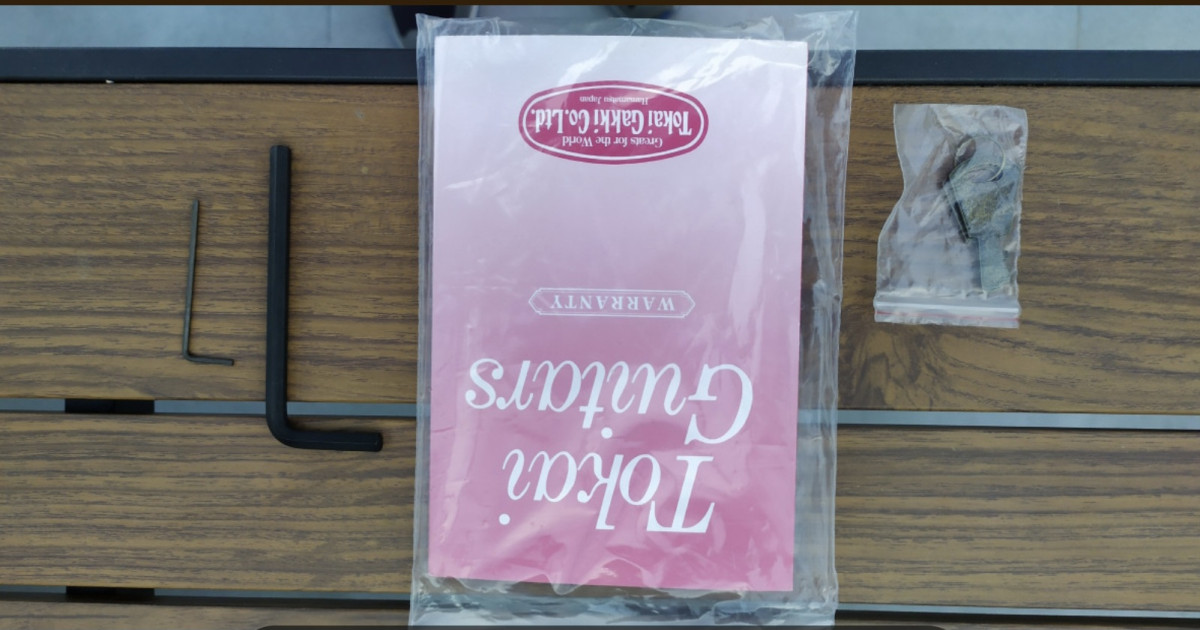 Tokai
Guitars
WARRANTY
Greats for the World
Tokai Gakki Co.Ltd.
Hamamatsu Japan